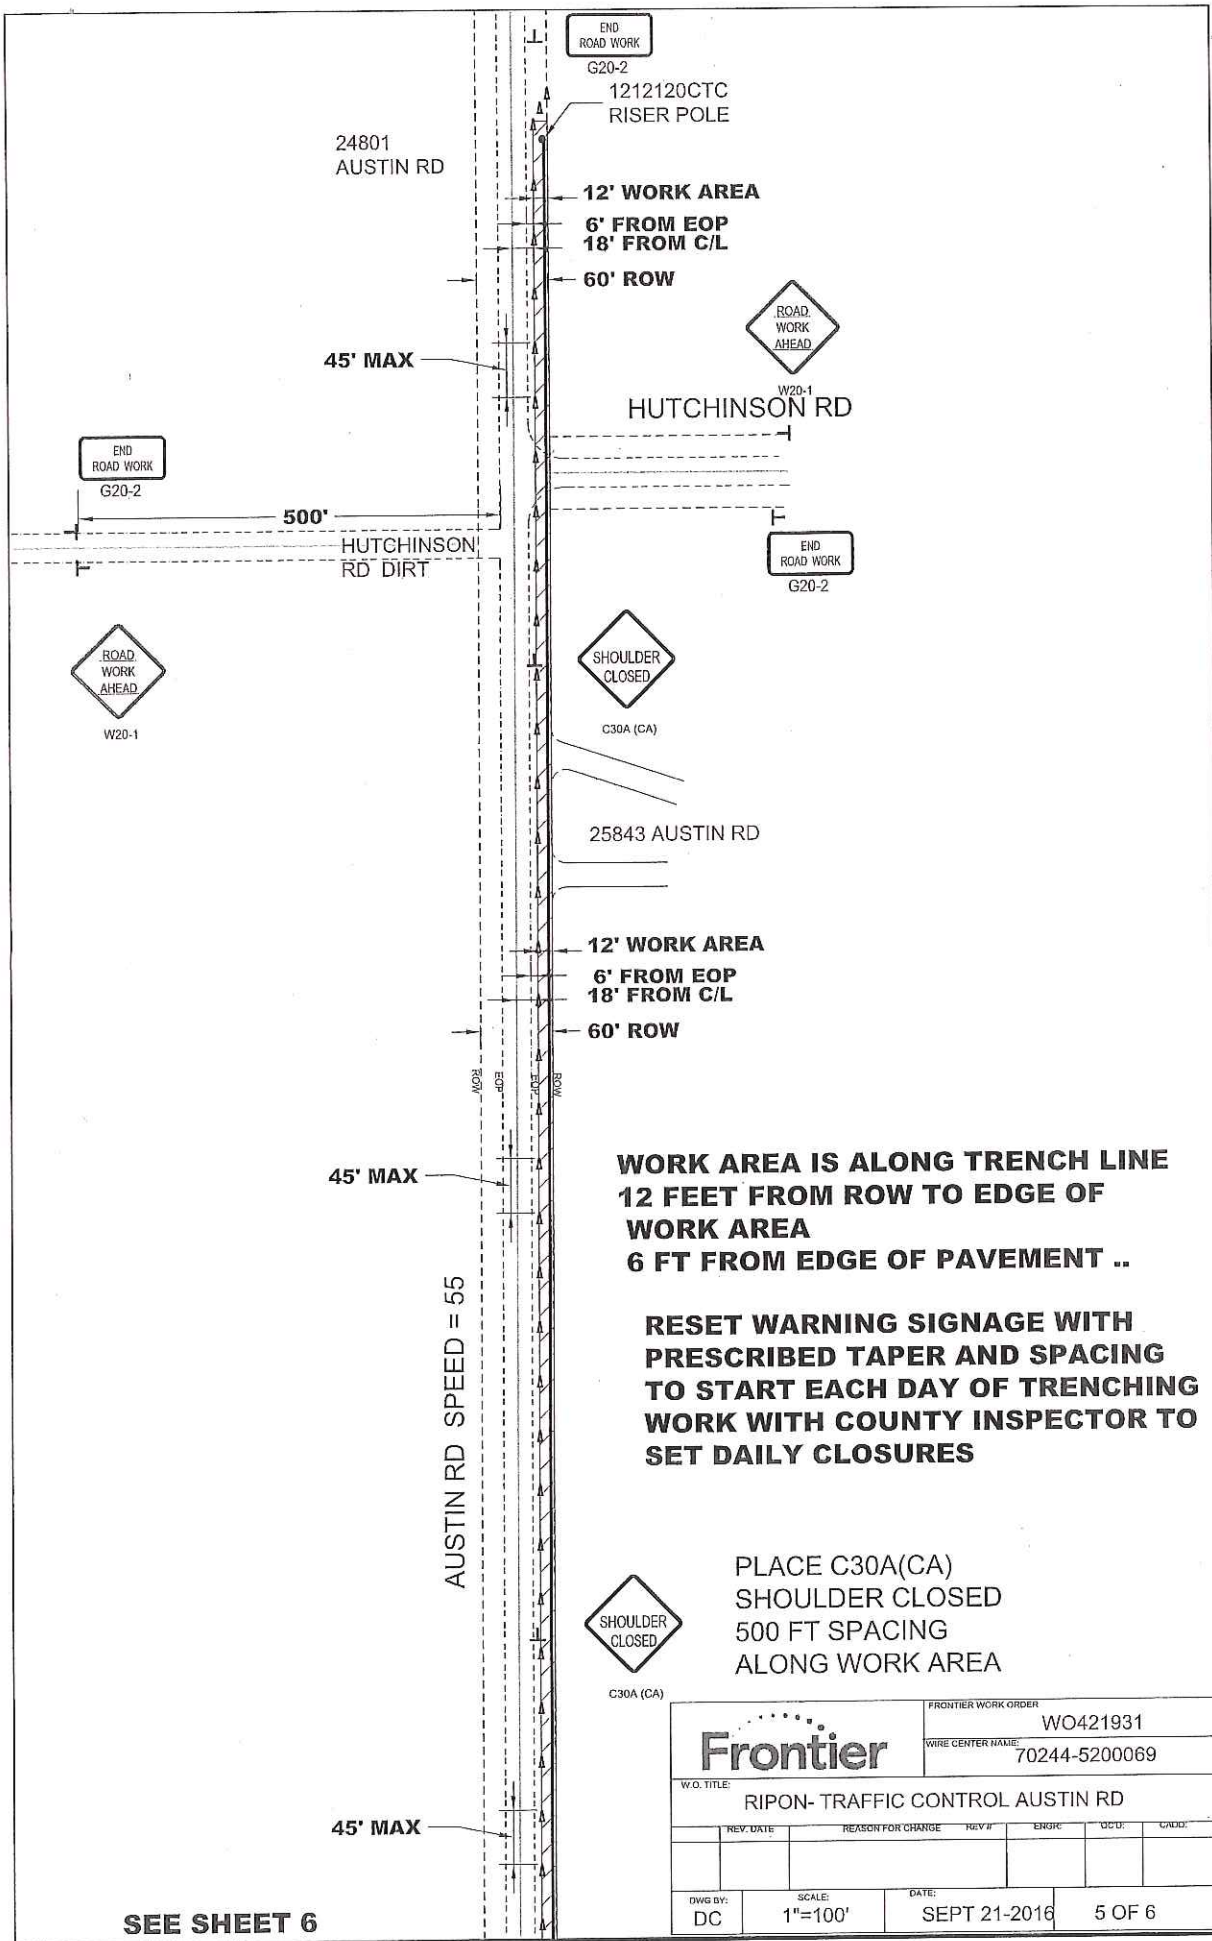 END
ROAD WORK
G20-2
1212120CTC
RISER POLE
24801
AUSTIN RD
12' WORK AREA
6' FROM EOP
18' FROM C/L
60' ROW
ROAD
WORK
AHEAD
W20-1
45' MAX
HUTCHINSON RD
END
ROAD WORK
G20-2
500'
HUTCHINSON
RD DIRT
END
ROAD WORK
G20-2
ROAD
WORK
AHEAD
W20-1
SHOULDER
CLOSED
C30A (CA)
25843 AUSTIN RD
12' WORK AREA
6' FROM EOP
18' FROM C/L
60' ROW
ROW
EOP
EOP
ROW
45' MAX
WORK AREA IS ALONG TRENCH LINE
12 FEET FROM ROW TO EDGE OF
WORK AREA
6 FT FROM EDGE OF PAVEMENT ..
AUSTIN RD SPEED = 55
RESET WARNING SIGNAGE WITH
PRESCRIBED TAPER AND SPACING
TO START EACH DAY OF TRENCHING
WORK WITH COUNTY INSPECTOR TO
SET DAILY CLOSURES
SHOULDER
CLOSED
C30A (CA)
PLACE C30A(CA)
SHOULDER CLOSED
500 FT SPACING
ALONG WORK AREA
45' MAX
SEE SHEET 6
Frontier
FRONTIER WORK ORDER
WO421931
WIRE CENTER NAME:
70244-5200069
W.O. TITLE:
RIPON- TRAFFIC CONTROL AUSTIN RD
REV. DATE REASON FOR CHANGE REV # ENGR: QC'D: CADD:
DWG BY:
DC
SCALE:
1"=100'
DATE:
SEPT 21-2016
5 OF 6